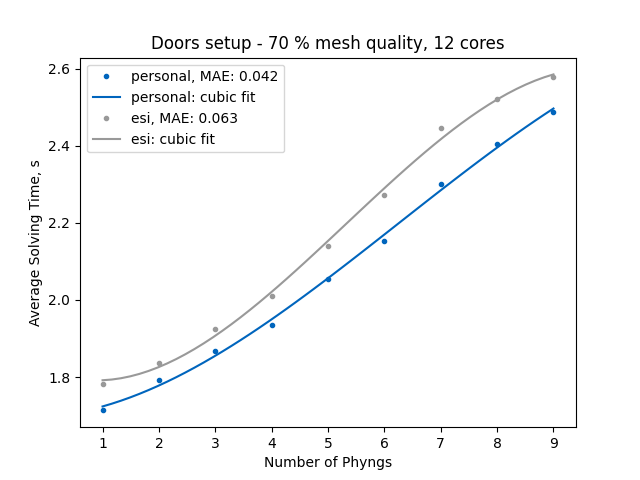 Doors setup - 70 % mesh quality, 12 cores
personal, MAE: 0.042
personal: cubic fit
esi, MAE: 0.063
esi: cubic fit
Average Solving Time, s
2.6
2.4
2.2
2.0
1.8
1 2 3 4 5 6 7 8 9
Number of Phyngs